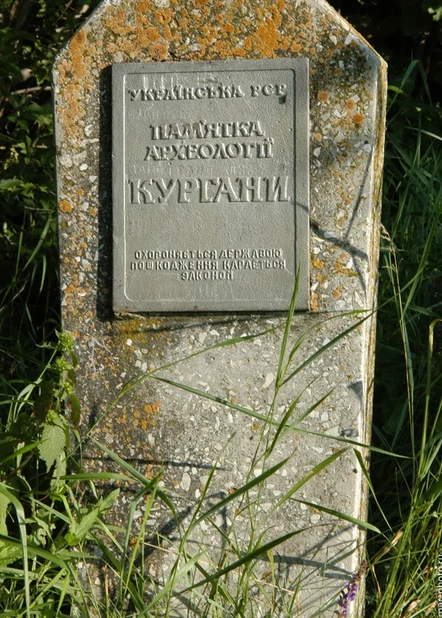 УКРАЇНСЬКА РСР
ПАМ'ЯТКА
АРХЕОЛОГІЇ
КУРГАНИ
ОХОРОНЯЄТЬСЯ ДЕРЖАВОЮ
ПОШКОДЖЕННЯ КАРАЄТЬСЯ
ЗАКОНОМ